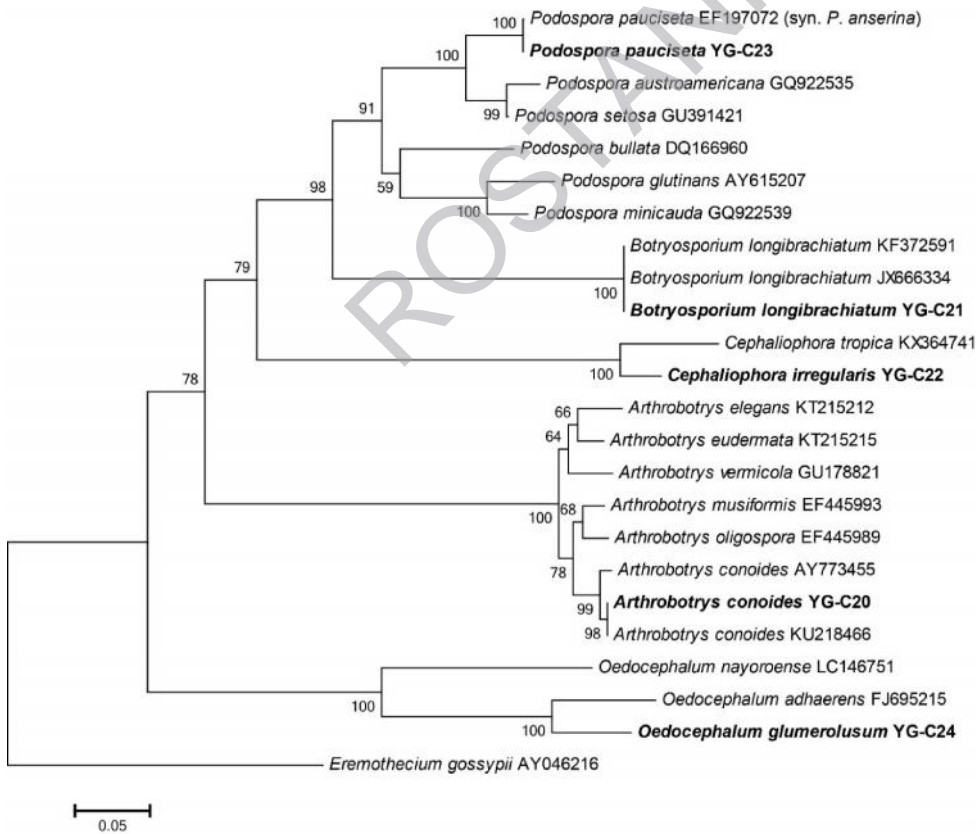 100 Podospora pauciseta EF197072 (syn. P. anserina)
Podospora pauciseta YG-C23
100
Podospora austroamericana GQ922535
99 Podospora setosa GU391421
91
Podospora bullata DQ166960
59
Podospora glutinans AY615207
100 Podospora minicauda GQ922539
98
Botryosporium longibrachiatum KF372591
Botryosporium longibrachiatum JX666334
100
Botryosporium longibrachiatum YG-C21
79
Cephaliophora tropica KX364741
100 Cephaliophora irregularis YG-C22
78
66 Arthrobotrys elegans KT215212
64 Arthrobotrys eudermata KT215215
Arthrobotrys vermicola GU178821
100 68 Arthrobotrys musiformis EF445993
Arthrobotrys oligospora EF445989
78 Arthrobotrys conoides AY773455
99 Arthrobotrys conoides YG-C20
98 Arthrobotrys conoides KU218466
Oedocephalum nayoroense LC146751
100
Oedocephalum adhaerens FJ695215
100 Oedocephalum glumerolusum YG-C24
Eremothecium gossypii AY046216
0.05